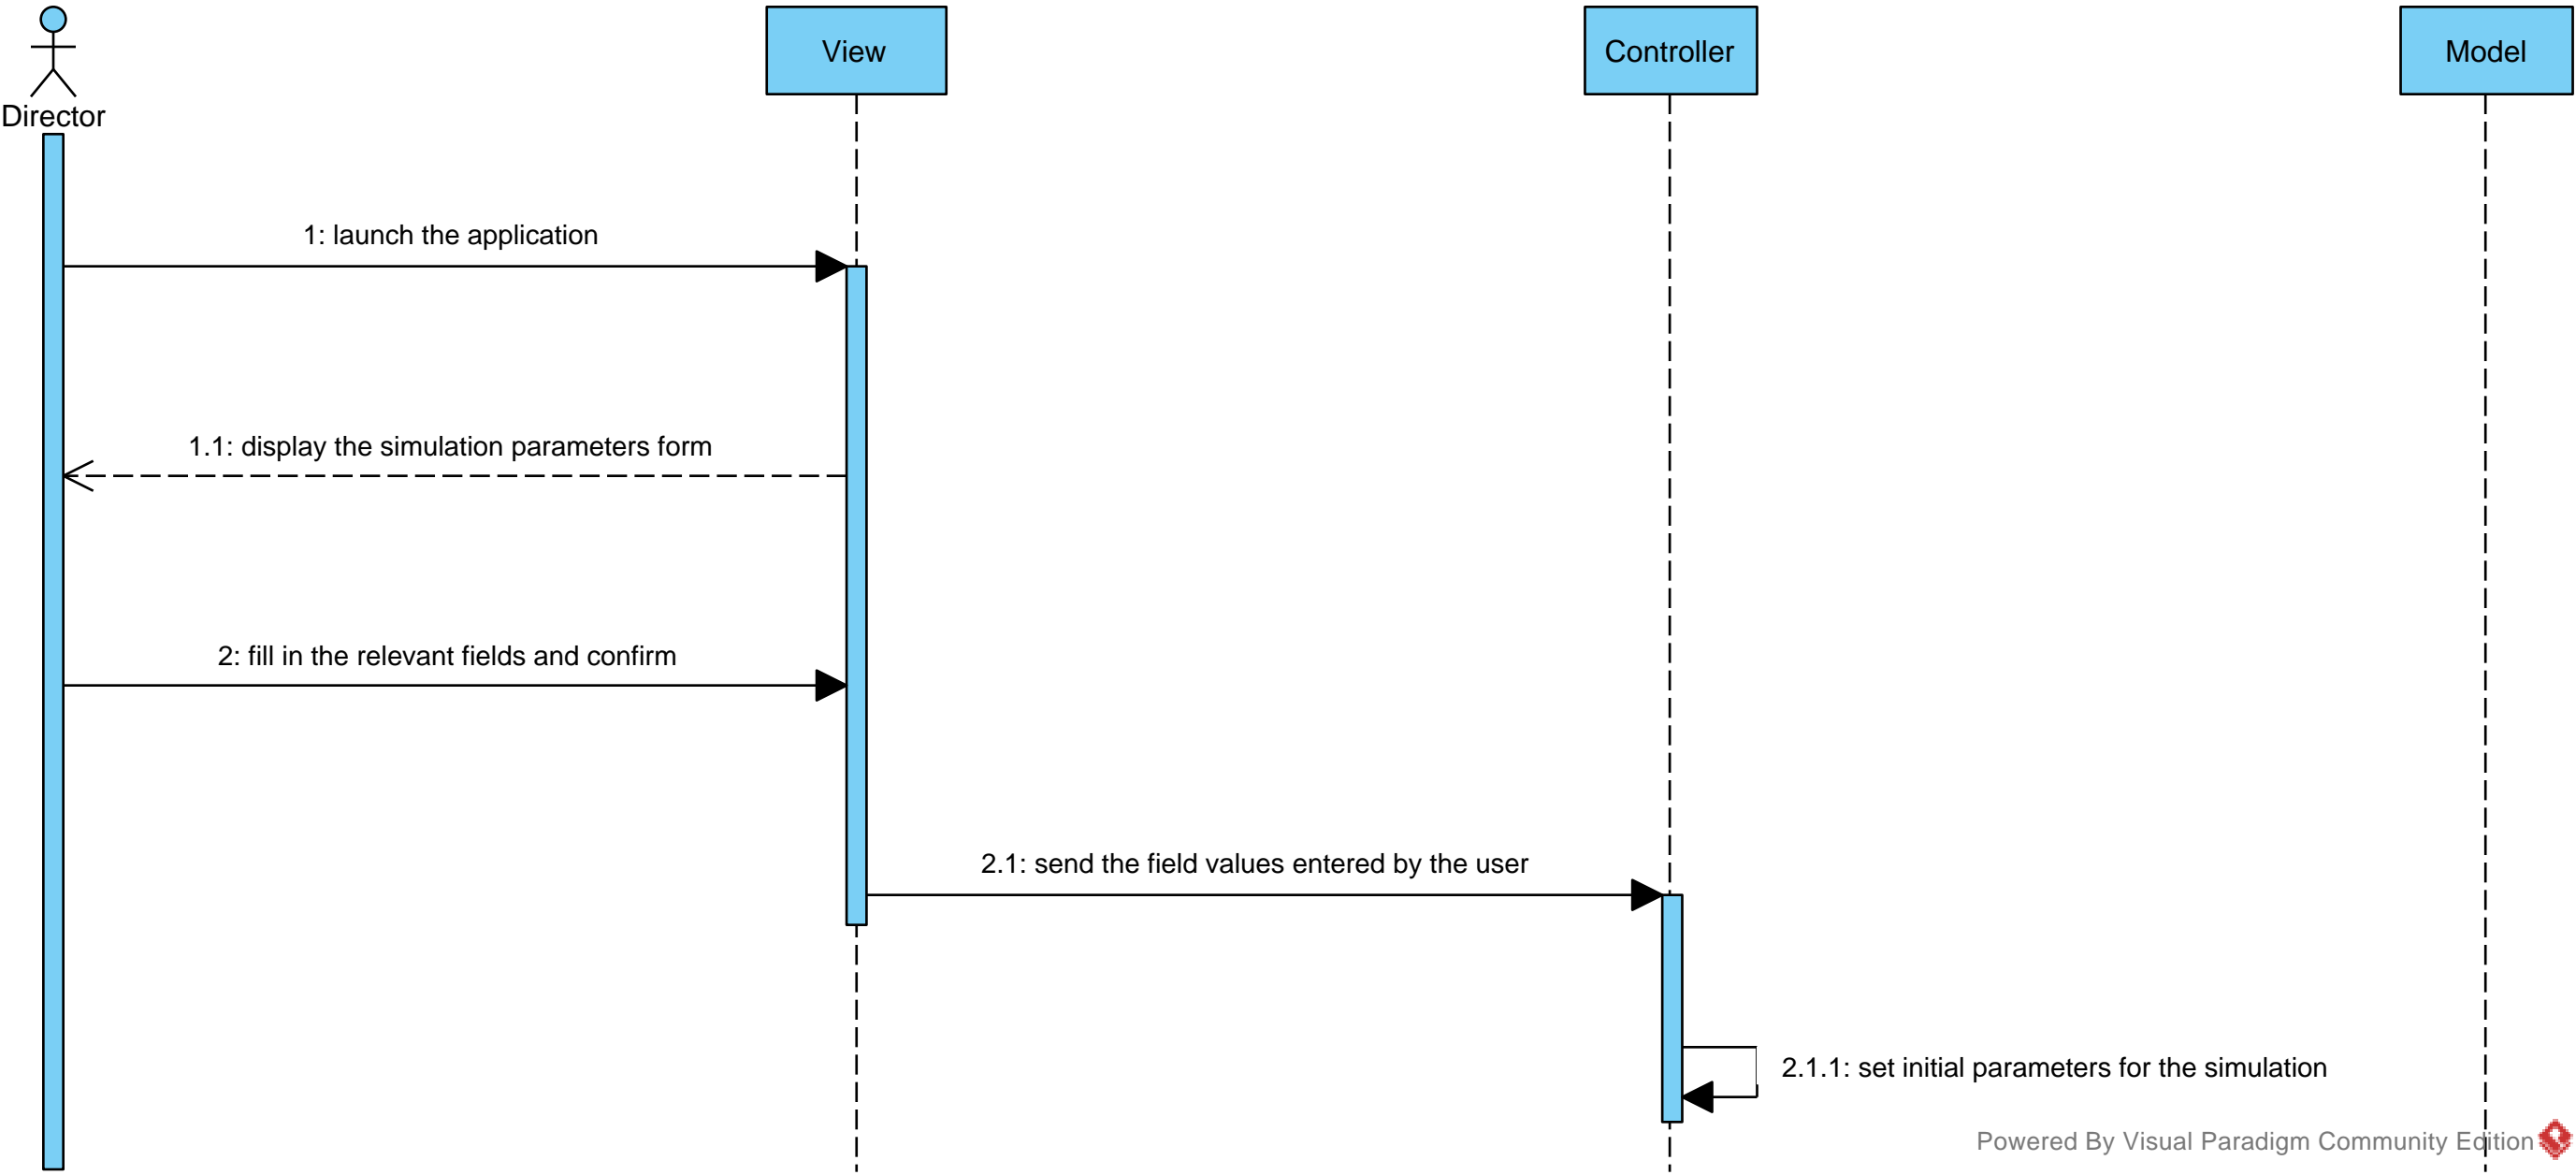 View
Controller
Model
Director
1: launch the application
1.1: display the simulation parameters form
2: fill in the relevant fields and confirm
2.1: send the field values entered by the user
2.1.1: set initial parameters for the simulation
Powered By Visual Paradigm Community Edition